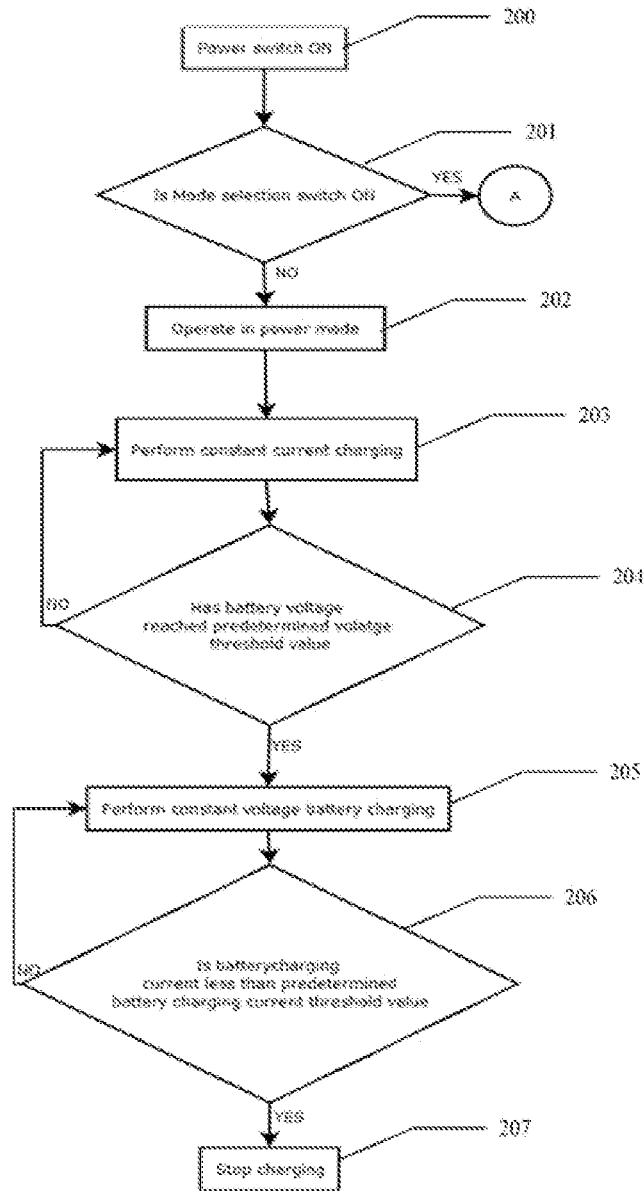 200
Power switch ON
201
Is Mode selection switch ON
YES
A
NO
202
Operate in power mode
203
Perform constant current charging
204
NO
Has battery voltage
reached predetermined volatge
threshold value
YES
205
Perform constant voltage battery charging
206
NO
Is batterycharging
current less than predetermined
battery charging current threshold value
YES
207
Stop charging